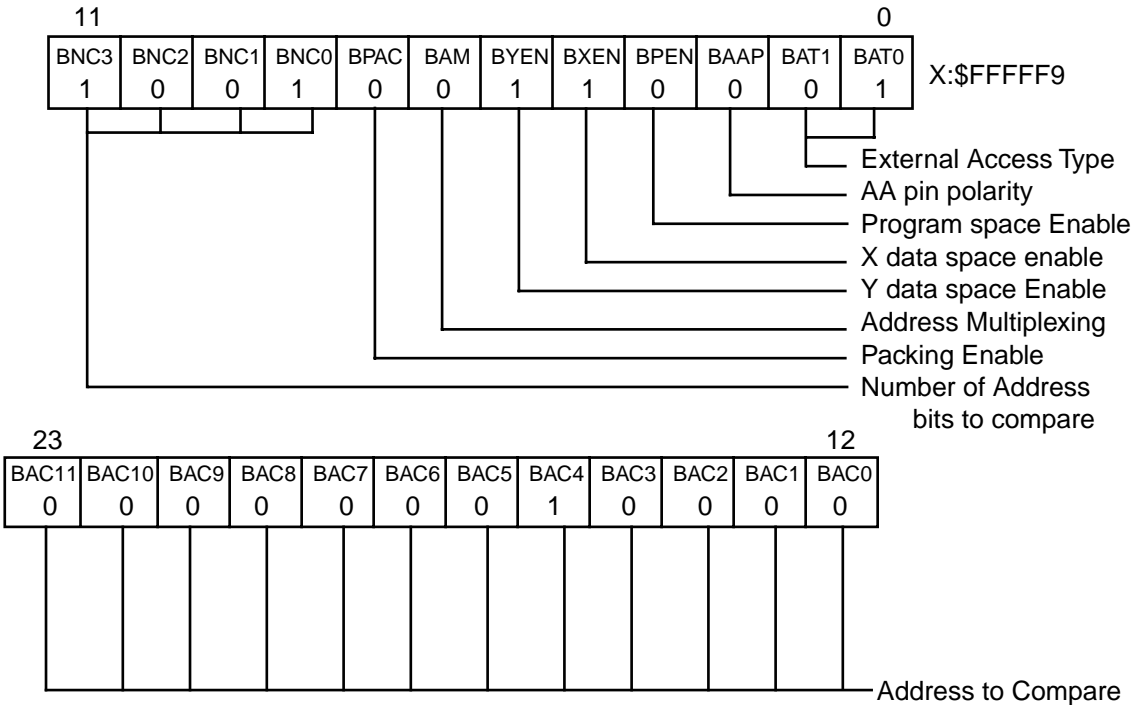 11 0
BNC3 BNC2 BNC1 BNC0 BPAC BAM BYEN BXEN BPEN BAAP BAT1 BAT0
1 0 0 1 0 0 1 1 0 0 0 1
X:$FFFFF9
External Access Type
AA pin polarity
Program space Enable
X data space enable
Y data space Enable
Address Multiplexing
Packing Enable
Number of Address
bits to compare
23 12
BAC11 BAC10 BAC9 BAC8 BAC7 BAC6 BAC5 BAC4 BAC3 BAC2 BAC1 BAC0
0 0 0 0 0 0 0 1 0 0 0 0
Address to Compare